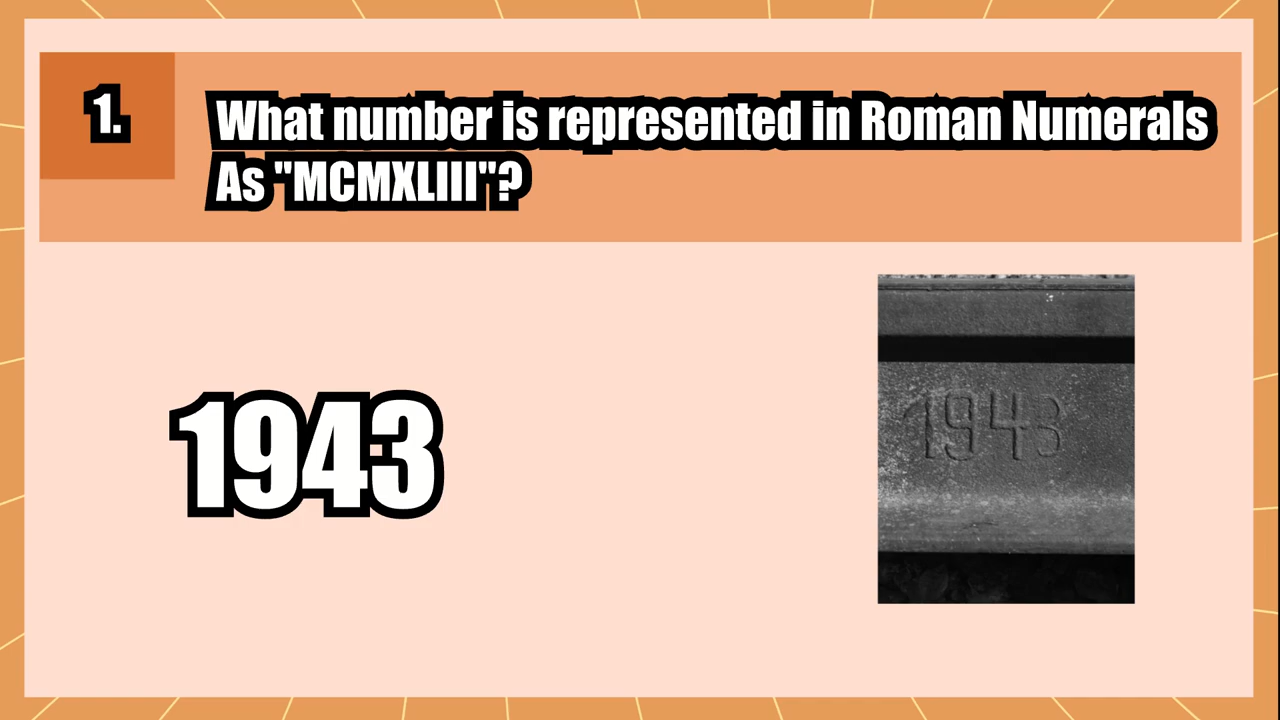 1.
What number is represented in Roman Numerals
As "MCMXLIII"?
1943
1943